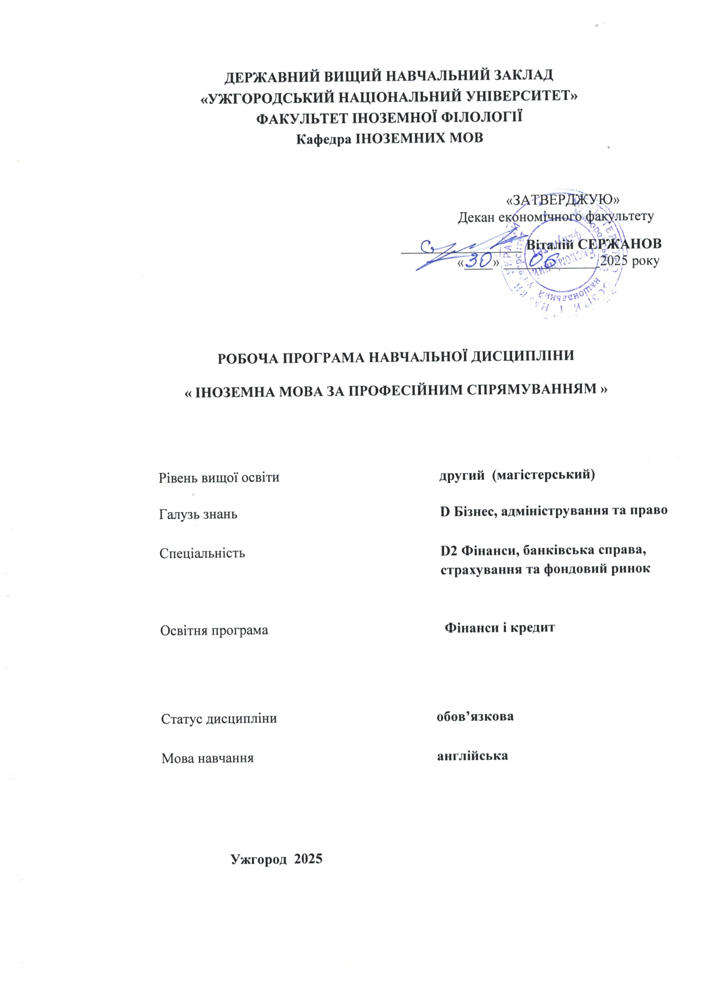 ДЕРЖАВНИЙ ВИЩИЙ НАВЧАЛЬНИЙ ЗАКЛАД
«УЖГОРОДСЬКИЙ НАЦІОНАЛЬНИЙ УНІВЕРСИТЕТ»
ФАКУЛЬТЕТ ІНОЗЕМНОЇ ФІЛОЛОГІЇ
Кафедра ІНОЗЕМНИХ МОВ
«ЗАТВЕРДЖУЮ»
Декан економічного факультету
Віталій СЕРЖАНОВ
«30» 06 2025 року
РОБОЧА ПРОГРАМА НАВЧАЛЬНОЇ ДИСЦИПЛІНИ
« ІНОЗЕМНА МОВА ЗА ПРОФЕСІЙНИМ СПРЯМУВАННЯМ »
Рівень вищої освіти другий (магістерський)
Галузь знань D Бізнес, адміністрування та право
Спеціальність D2 Фінанси, банківська справа,
страхування та фондовий ринок
Освітня програма Фінанси і кредит
Статус дисципліни обов’язкова
Мова навчання англійська
Ужгород 2025